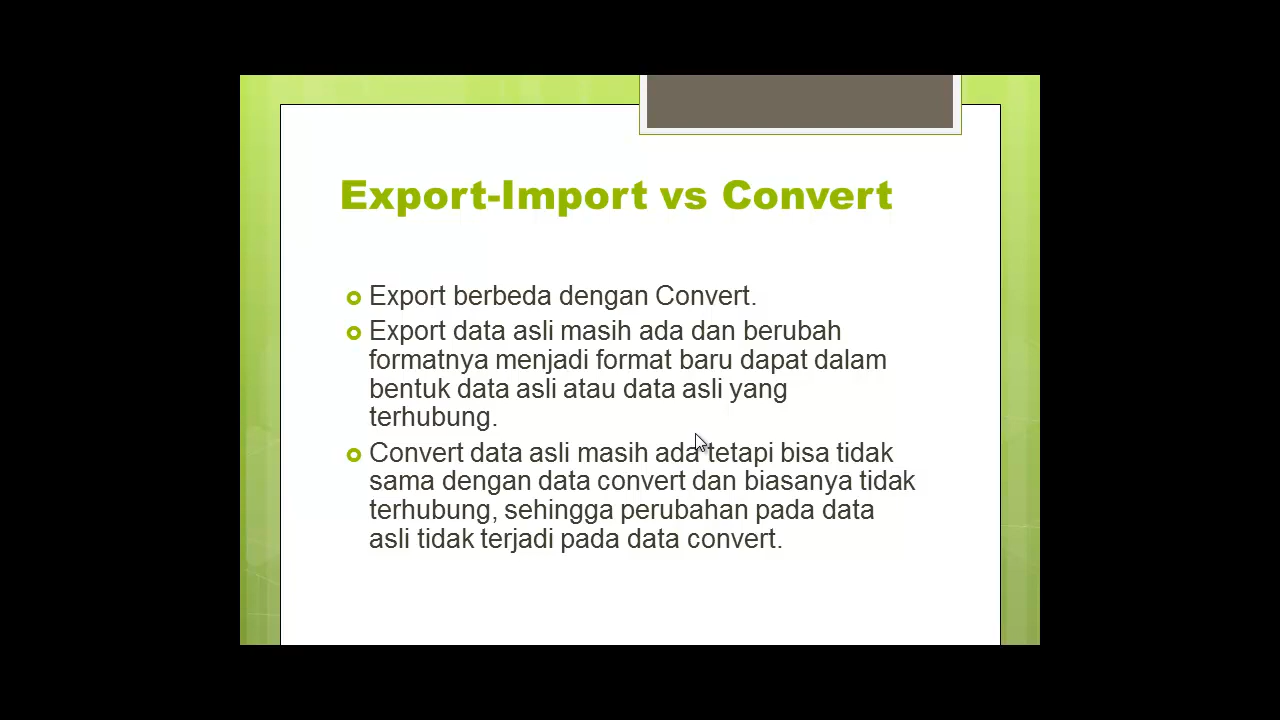 Export-Import vs Convert
Export berbeda dengan Convert.
Export data asli masih ada dan berubah
formatnya menjadi format baru dapat dalam
bentuk data asli atau data asli yang
terhubung.
Convert data asli masih ada tetapi bisa tidak
sama dengan data convert dan biasanya tidak
terhubung, sehingga perubahan pada data
asli tidak terjadi pada data convert.